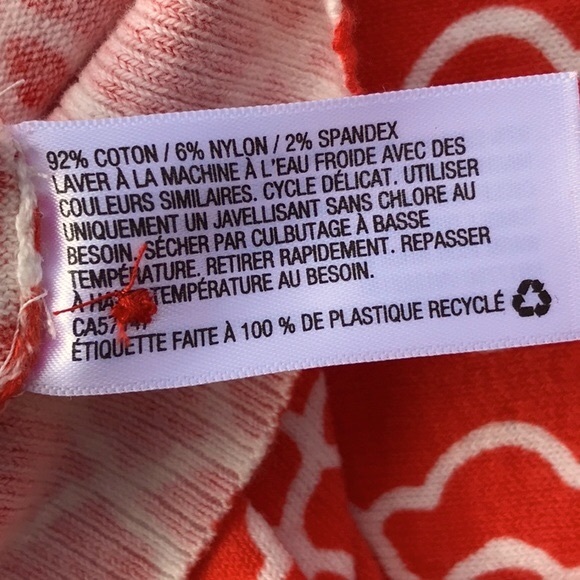 92% COTON / 6% NYLON / 2% SPANDEX
LAVER À LA MACHINE À L'EAU FROIDE AVEC DES
COULEURS SIMILAIRES. CYCLE DÉLICAT. UTILISER
UNIQUEMENT UN JAVELLISANT SANS CHLORE AU
BESOIN. SÉCHER PAR CULBUTAGE À BASSE
TEMPÉRATURE. RETIRER RAPIDEMENT. REPASSER
À TEMPÉRATURE AU BESOIN.
ÉTIQUETTE FAITE À 100 % DE PLASTIQUE RECYCLÉ